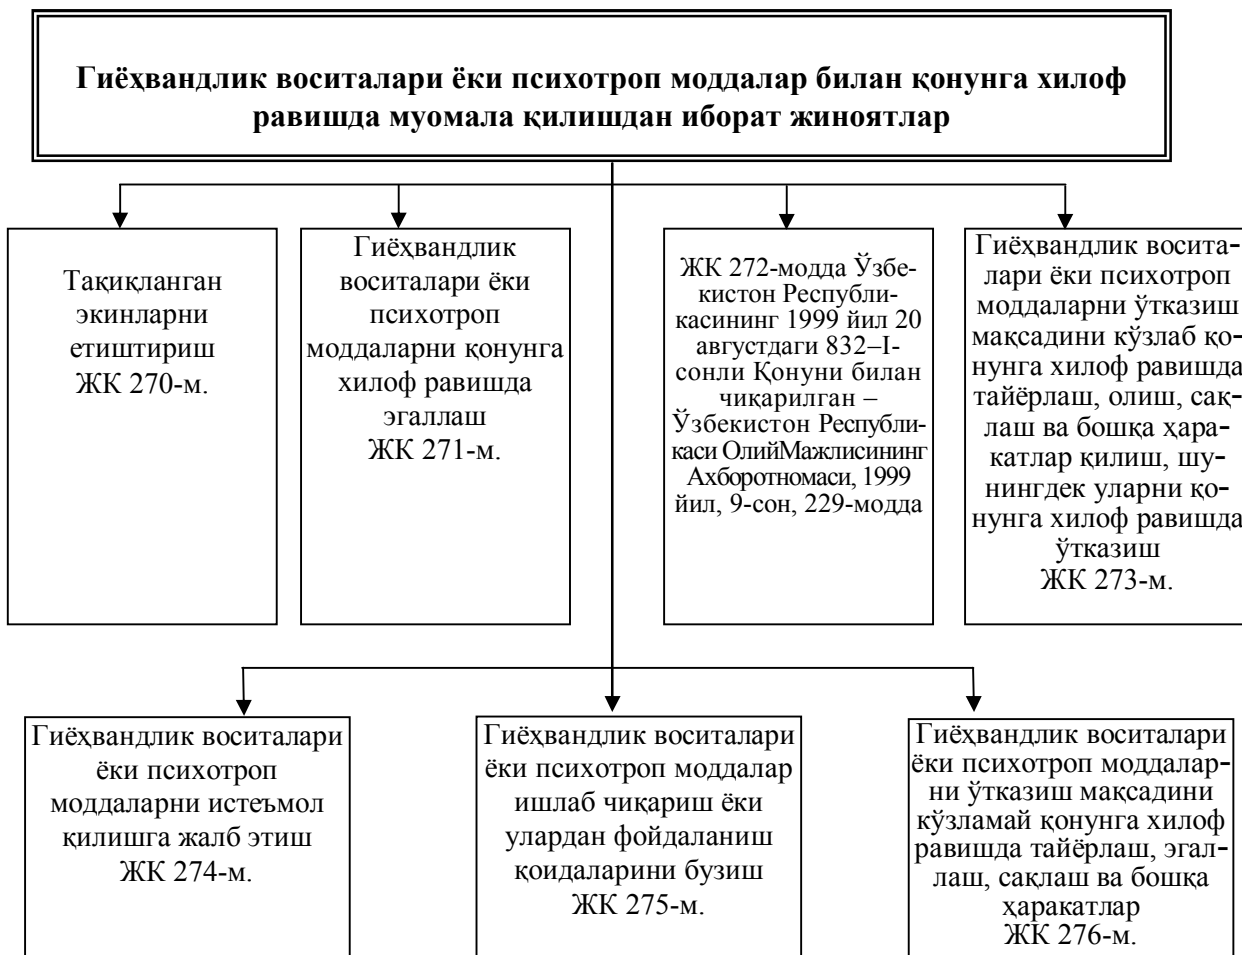 Гиёҳвандлик воситалари ёки психотроп моддалар билан қонунга хилоф
равишда муомала қилишдан иборат жиноятлар
Тақиқланган
экинларни
етиштириш
ЖК 270-м.
Гиёҳвандлик
воситалари ёки
психотроп
моддаларни қонунга
хилоф равишда
эгаллаш
ЖК 271-м.
ЖК 272-модда Ўзбе-
кистон Республи-
касининг 1999 йил 20
августдаги 832–I-
сонли Қонуни билан
чиқарилган –
Ўзбекистон Республи-
каси ОлийМажлисининг
Ахборотномаси, 1999
йил, 9-сон, 229-модда
Гиёҳвандлик восита-
лари ёки психотроп
моддаларни ўтказиш
мақсадини кўзлаб қо-
нунга хилоф равишда
тайёрлаш, олиш, сақ-
лаш ва бошқа ҳара-
катлар қилиш, шу-
нингдек уларни қо-
нунга хилоф равишда
ўтказиш
ЖК 273-м.
Гиёҳвандлик воситалари
ёки психотроп
моддаларни истеъмол
қилишга жалб этиш
ЖК 274-м.
Гиёҳвандлик воситалари
ёки психотроп моддалар
ишлаб чиқариш ёки
улардан фойдаланиш
қоидаларини бузиш
ЖК 275-м.
Гиёҳвандлик воситалари
ёки психотроп моддалар-
ни ўтказиш мақсадини
кўзламай қонунга хилоф
равишда тайёрлаш, эгал-
лаш, сақлаш ва бошқа
ҳаракатлар
ЖК 276-м.